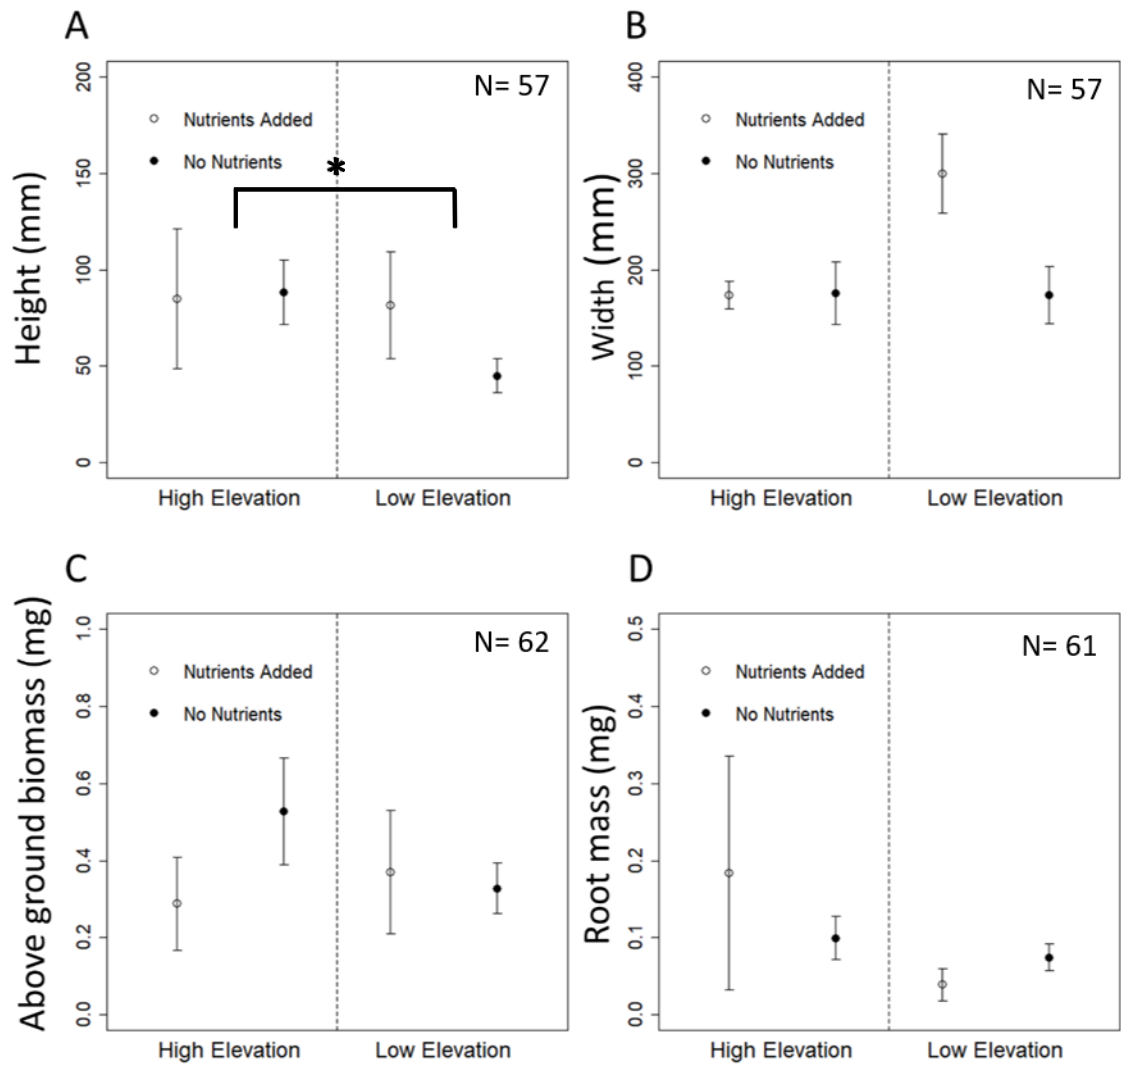 A
Height (mm)
200
150
100
50
0
N= 57
Nutrients Added
No Nutrients
*
High Elevation
Low Elevation
B
Width (mm)
400
300
200
100
0
N= 57
Nutrients Added
No Nutrients
High Elevation
Low Elevation
C
Above ground biomass (mg)
1.0
0.8
0.6
0.4
0.2
0.0
N= 62
Nutrients Added
No Nutrients
High Elevation
Low Elevation
D
Root mass (mg)
0.5
0.4
0.3
0.2
0.1
0.0
N= 61
Nutrients Added
No Nutrients
High Elevation
Low Elevation